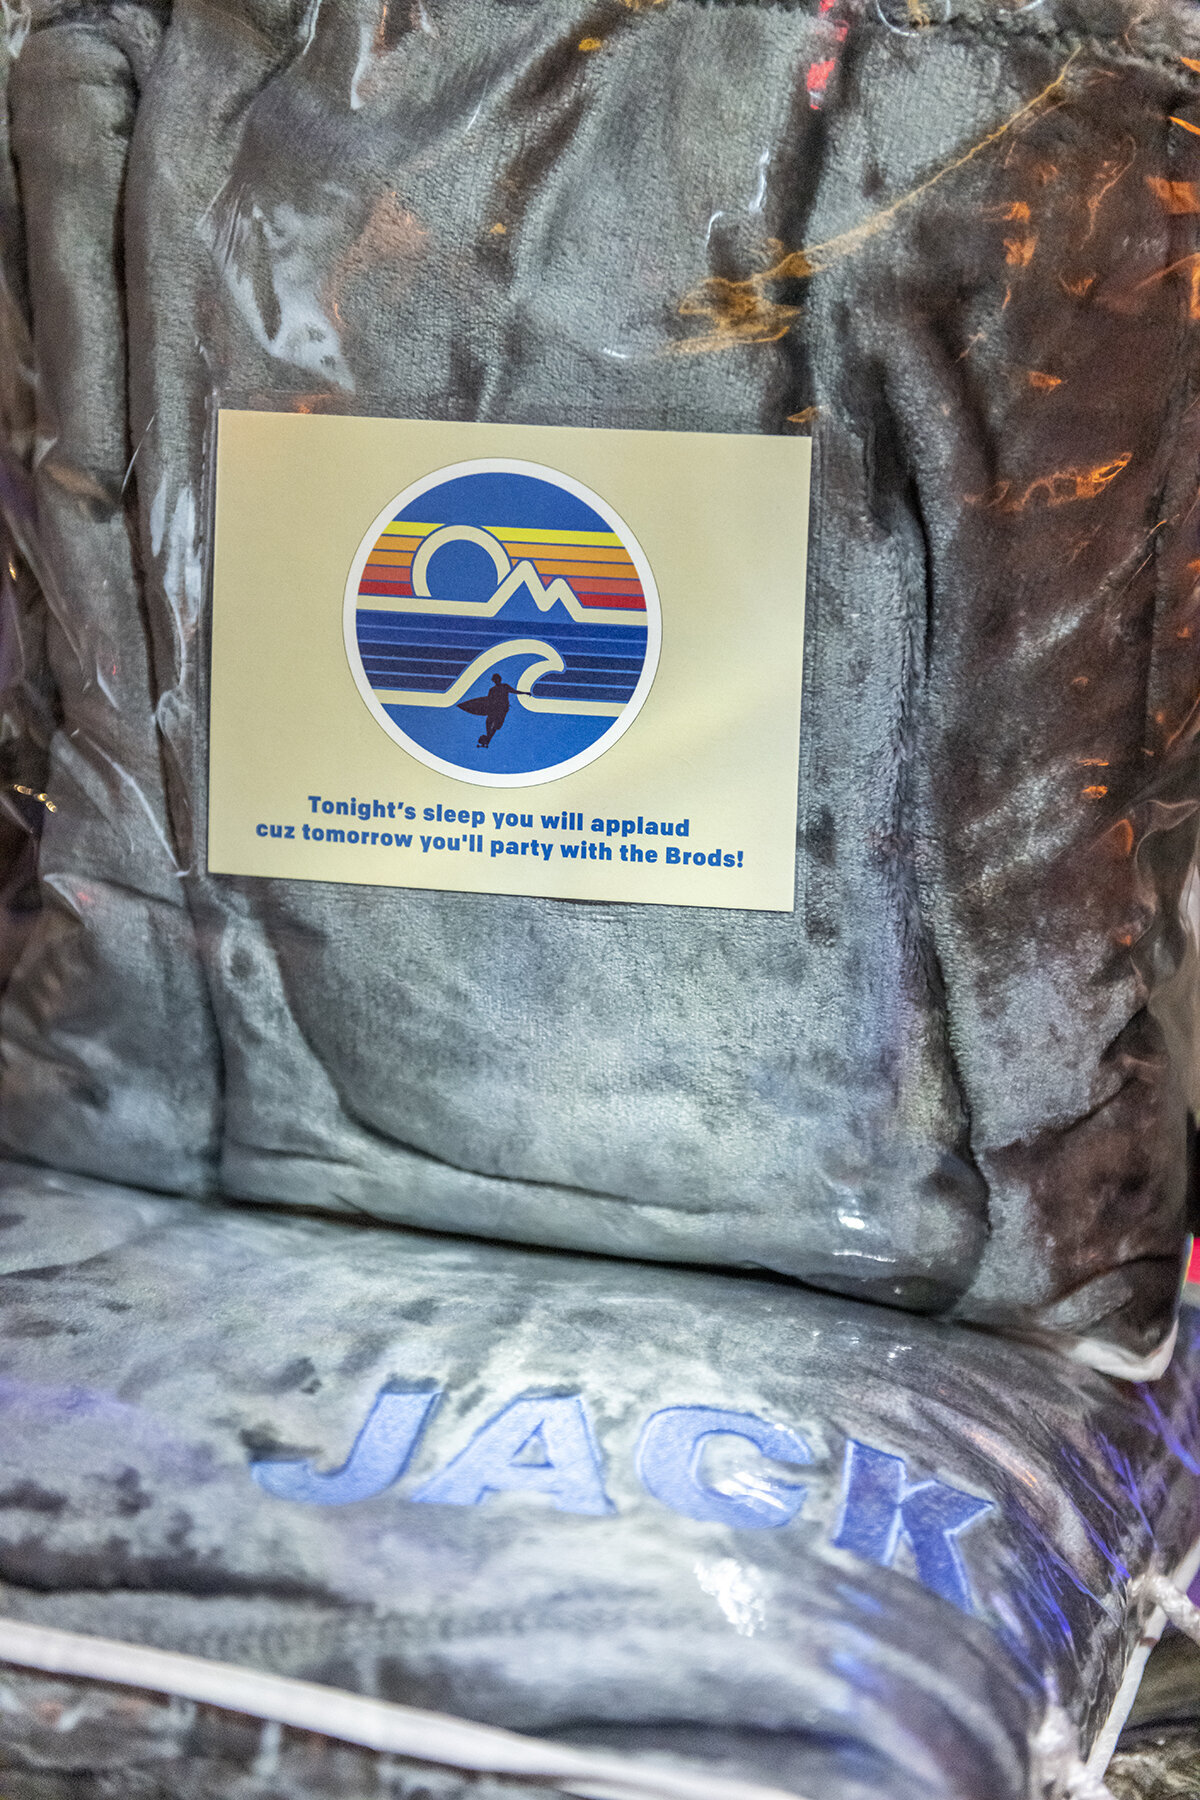 Tonight’s sleep you will applaud
cuz tomorrow you'll party with the Brods!
JACK